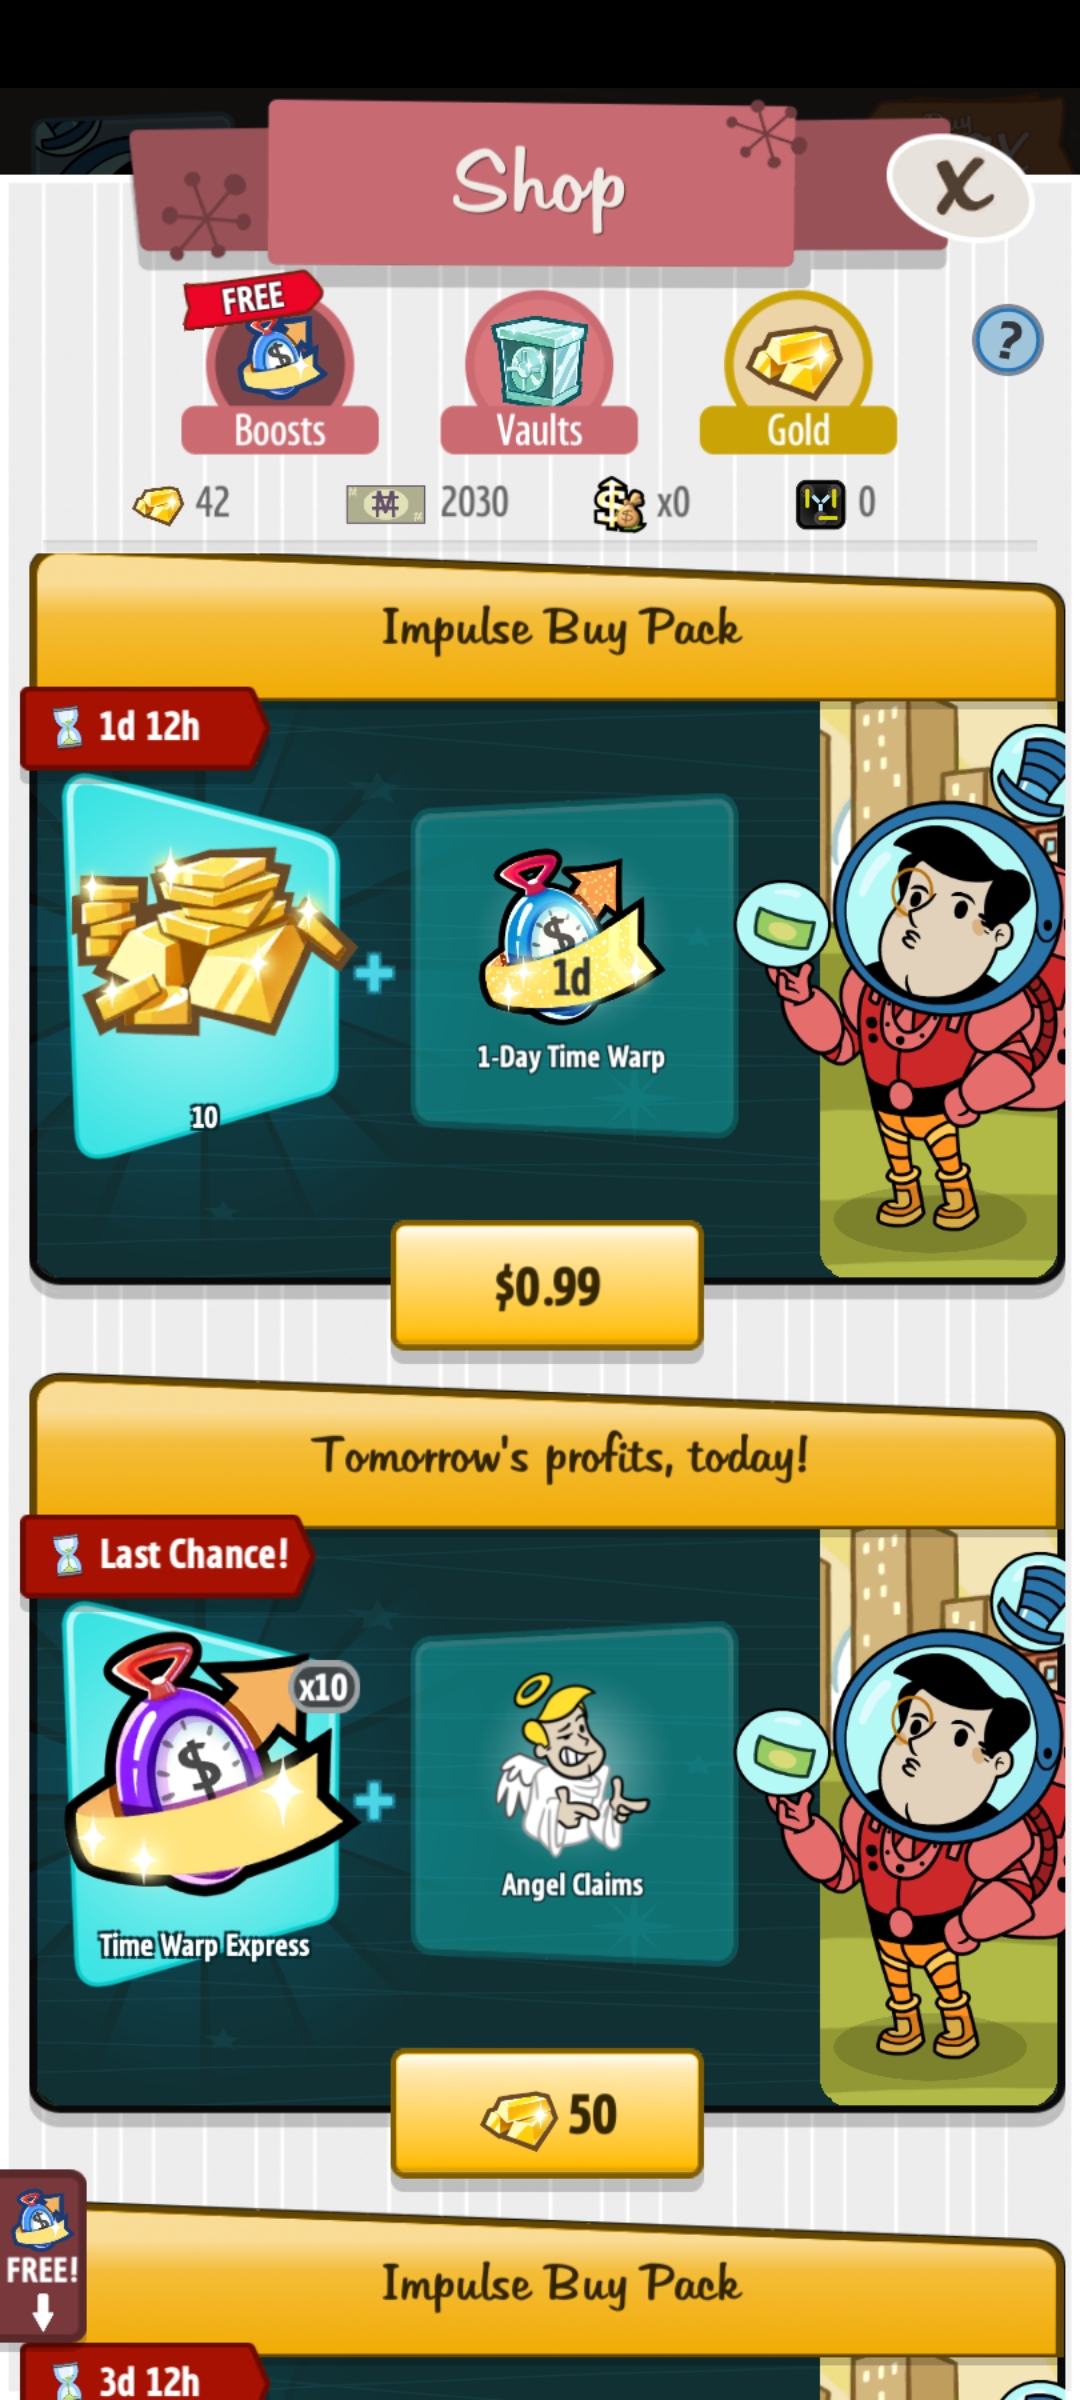 Shop
X
FREE
?
Boosts
Vaults
Gold
42
2030
x0
0
Impulse Buy Pack
1d 12h
$
1d
1-Day Time Warp
10
$0.99
Tomorrow's profits, today!
Last Chance!
x10
$
Time Warp Express
Angel Claims
50
FREE!
Impulse Buy Pack
3d 12h